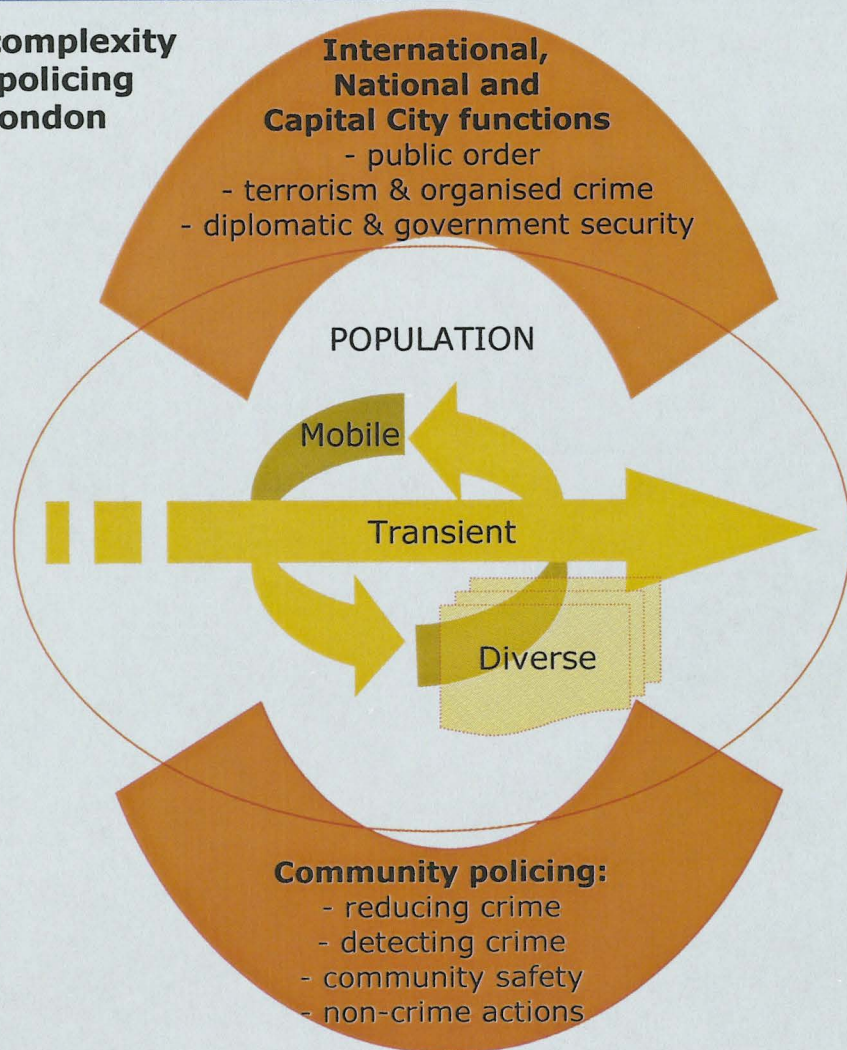 complexity
policing
ondon
International,
National and
Capital City functions
- public order
- terrorism & organised crime
- diplomatic & government security
POPULATION
Mobile
Transient
Diverse
Community policing:
- reducing crime
- detecting crime
- community safety
- non-crime actions